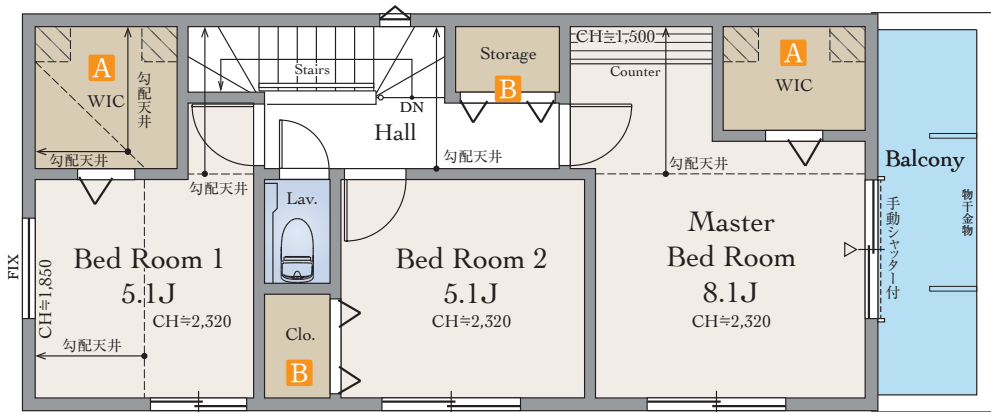 A
WIC
勾配天井
勾配天井
Stairs
DN
Hall
勾配天井
勾配天井
Storage
B
CH≒1,500
Counter
勾配天井
A
WIC
Balcony
物干金物
手動シャッター付
Lav.
Bed Room 1
5.1J
CH≒2,320
FIX
CH≒1,850
勾配天井
Clo.
B
Bed Room 2
5.1J
CH≒2,320
Master
Bed Room
8.1J
CH≒2,320